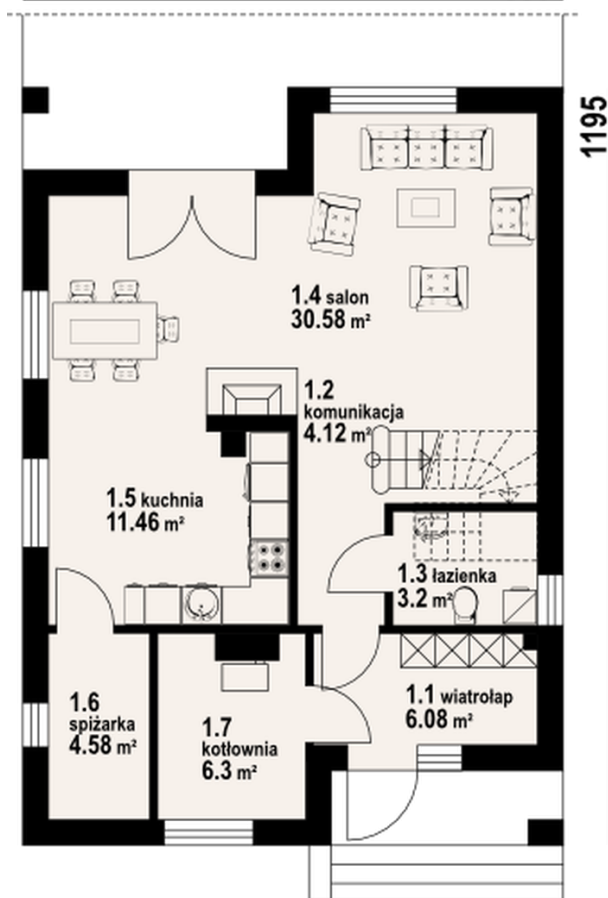 1195
1.4 salon
30.58 m²
1.2
komunikacja
4.12 m²
1.5 kuchnia
11.46 m²
1.3 łazienka
3.2 m²
1.6
spiżarka
4.58 m²
1.7
kotłownia
6.3 m²
1.1 wiatrołap
6.08 m²